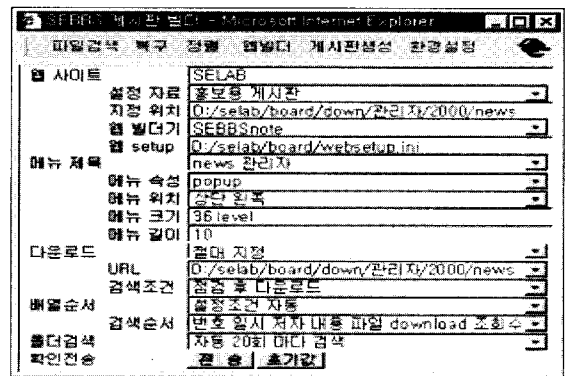 SEBBS 게시판 빌더 - Microsoft Internet Explorer
파일검색 복구 정렬 웹빌더 게시판생성 환경설정
웹 사이트 SELAB
설정 자료 홍보용 게시판
지정 위치 D:/selab/board/down/관리자/2000/news
웹 빌더기 SEBBSnote
웹 setup D:/selab/board/websetup.ini
메뉴 제목 news 관리자
메뉴 속성 popup
메뉴 위치 상단 왼쪽
메뉴 크기 36 level
메뉴 길이 10
다운로드 절대 지정
URL D:/selab/board/down/관리자/2000/news
검색조건 점검 후 다운로드
배열순서 설정조건 자동
검색순서 번호 일시 저자 내용 파일 download 조회수
폴더검색 자동 20회 마다 검색
확인전송 전 송 초기값